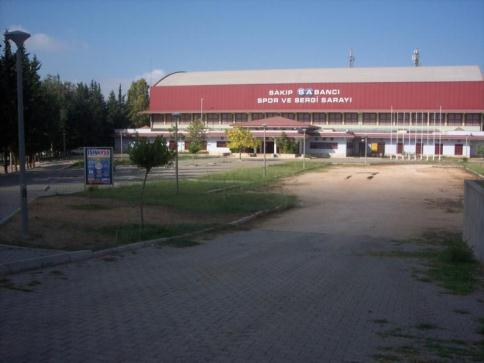 SAKIP SABANCI
SPOR VE SERGİ SARAYI